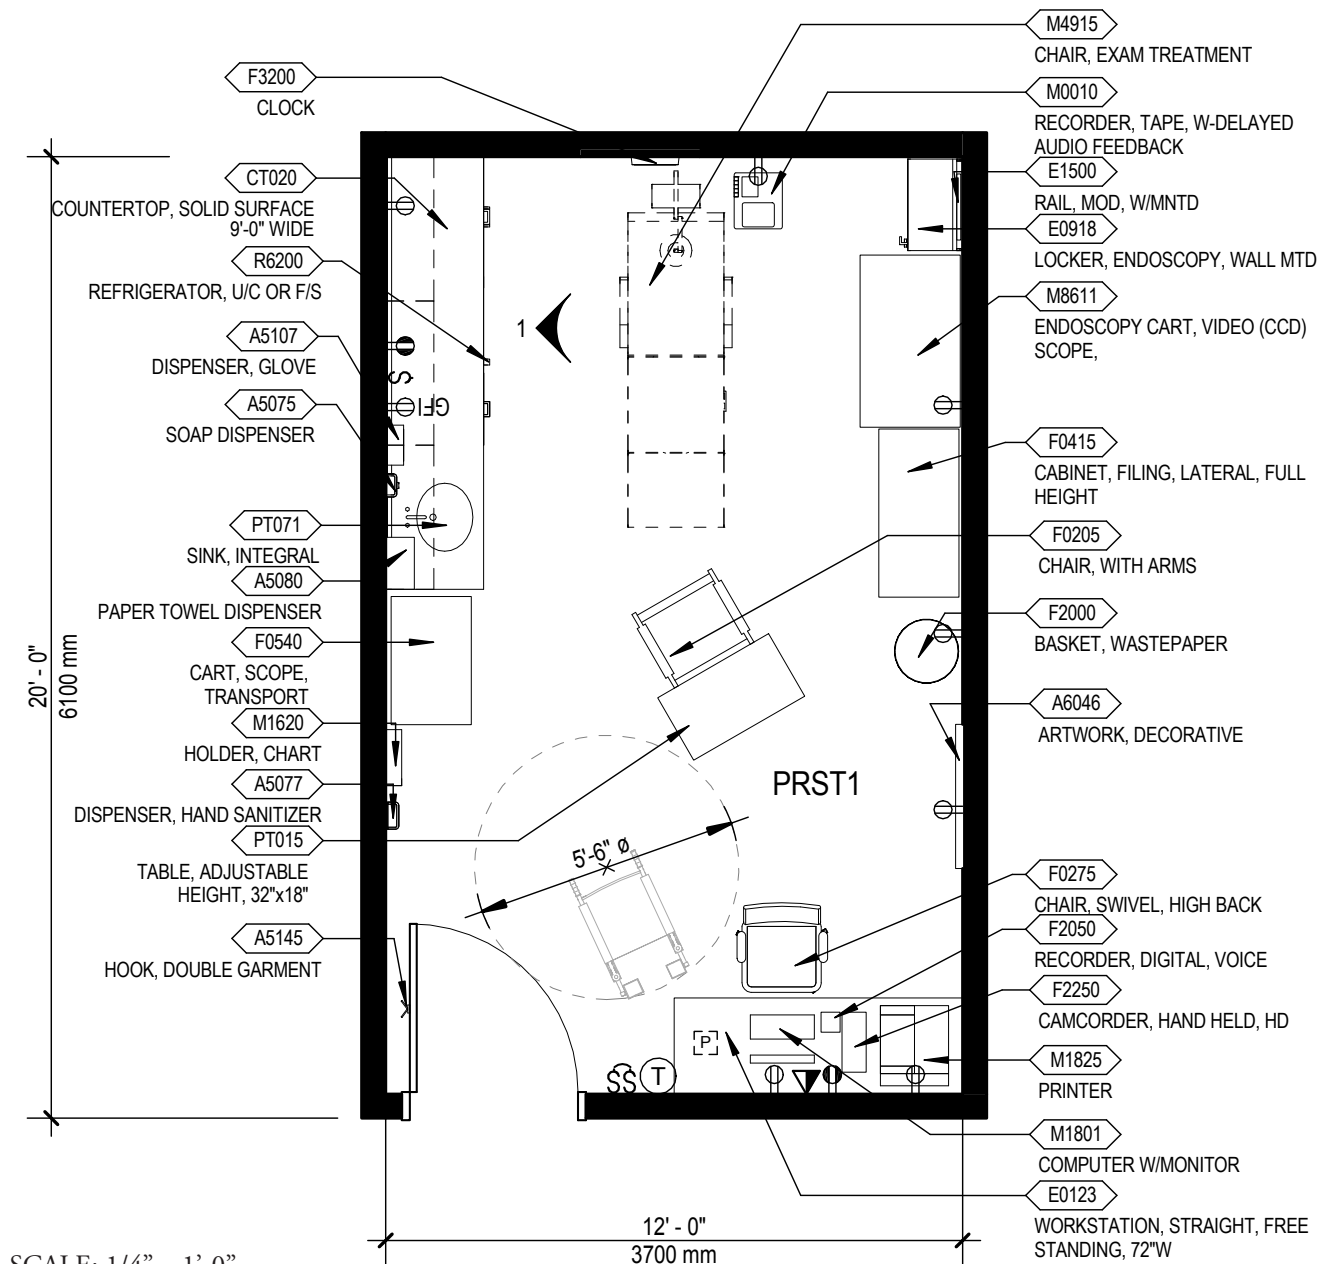 F3200
CLOCK
CT020
COUNTERTOP, SOLID SURFACE
9'-0" WIDE
R6200
REFRIGERATOR, U/C OR F/S
A5107
DISPENSER, GLOVE
A5075
SOAP DISPENSER
PT071
SINK, INTEGRAL
A5080
PAPER TOWEL DISPENSER
F0540
CART, SCOPE,
TRANSPORT
M1620
HOLDER, CHART
A5077
DISPENSER, HAND SANITIZER
PT015
TABLE, ADJUSTABLE
HEIGHT, 32"x18"
A5145
HOOK, DOUBLE GARMENT
20' - 0"
6100 mm
1
S
GFI
PRST1
5'-6" ø
P
SS
T
M4915
CHAIR, EXAM TREATMENT
M0010
RECORDER, TAPE, W-DELAYED
AUDIO FEEDBACK
E1500
RAIL, MOD, W/MNTD
E0918
LOCKER, ENDOSCOPY, WALL MTD
M8611
ENDOSCOPY CART, VIDEO (CCD)
SCOPE,
F0415
CABINET, FILING, LATERAL, FULL
HEIGHT
F0205
CHAIR, WITH ARMS
F2000
BASKET, WASTEPAPER
A6046
ARTWORK, DECORATIVE
F0275
CHAIR, SWIVEL, HIGH BACK
F2050
RECORDER, DIGITAL, VOICE
F2250
CAMCORDER, HAND HELD, HD
M1825
PRINTER
M1801
COMPUTER W/MONITOR
E0123
WORKSTATION, STRAIGHT, FREE
STANDING, 72"W
12' - 0"
3700 mm
SCALE: 1/4" = 1'-0"